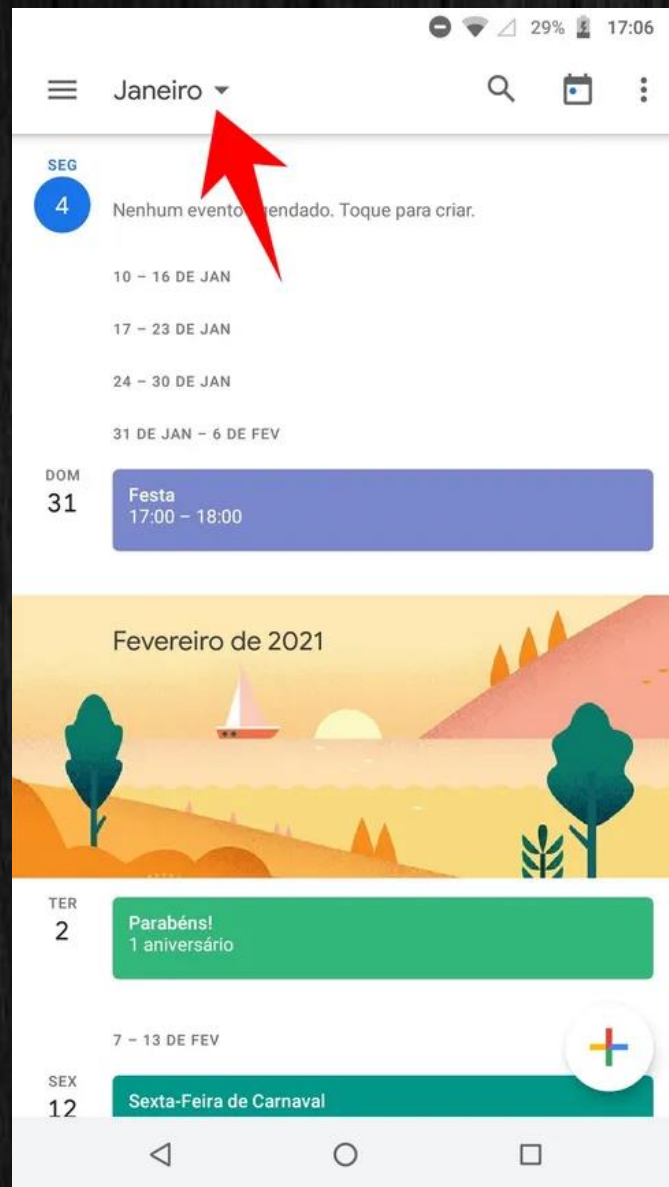 29% 17:06
Janeiro
SEG
4
Nenhum evento agendado. Toque para criar.
10 – 16 DE JAN
17 – 23 DE JAN
24 – 30 DE JAN
31 DE JAN – 6 DE FEV
DOM
31
Festa
17:00 – 18:00
Fevereiro de 2021
TER
2
Parabéns!
1 aniversário
7 – 13 DE FEV
SEX
12
Sexta-Feira de Carnaval